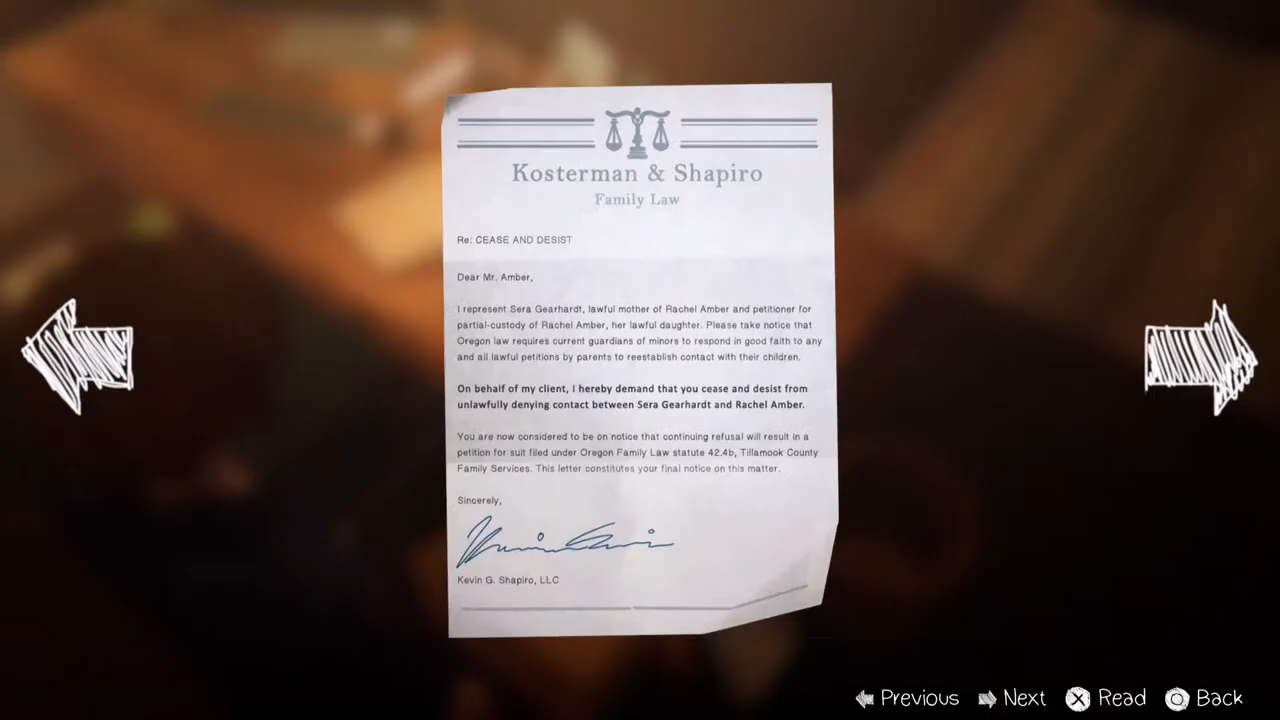 Kosterman & Shapiro
Family Law
Re: CEASE AND DESIST
Dear Mr. Amber,
I represent Sera Gearhardt, lawful mother of Rachel Amber and petitioner for
partial-custody of Rachel Amber, her lawful daughter. Please take notice that
Oregon law requires current guardians of minors to respond in good faith to any
and all lawful petitions by parents to reestablish contact with their children.
On behalf of my client, I hereby demand that you cease and desist from
unlawfully denying contact between Sera Gearhardt and Rachel Amber.
You are now considered to be on notice that continuing refusal will result in a
petition for suit filed under Oregon Family Law statute 42.4b, Tillamook County
Family Services. This letter constitutes your final notice on this matter.
Sincerely,
Kevin G. Shapiro, LLC
Previous Next Read Back